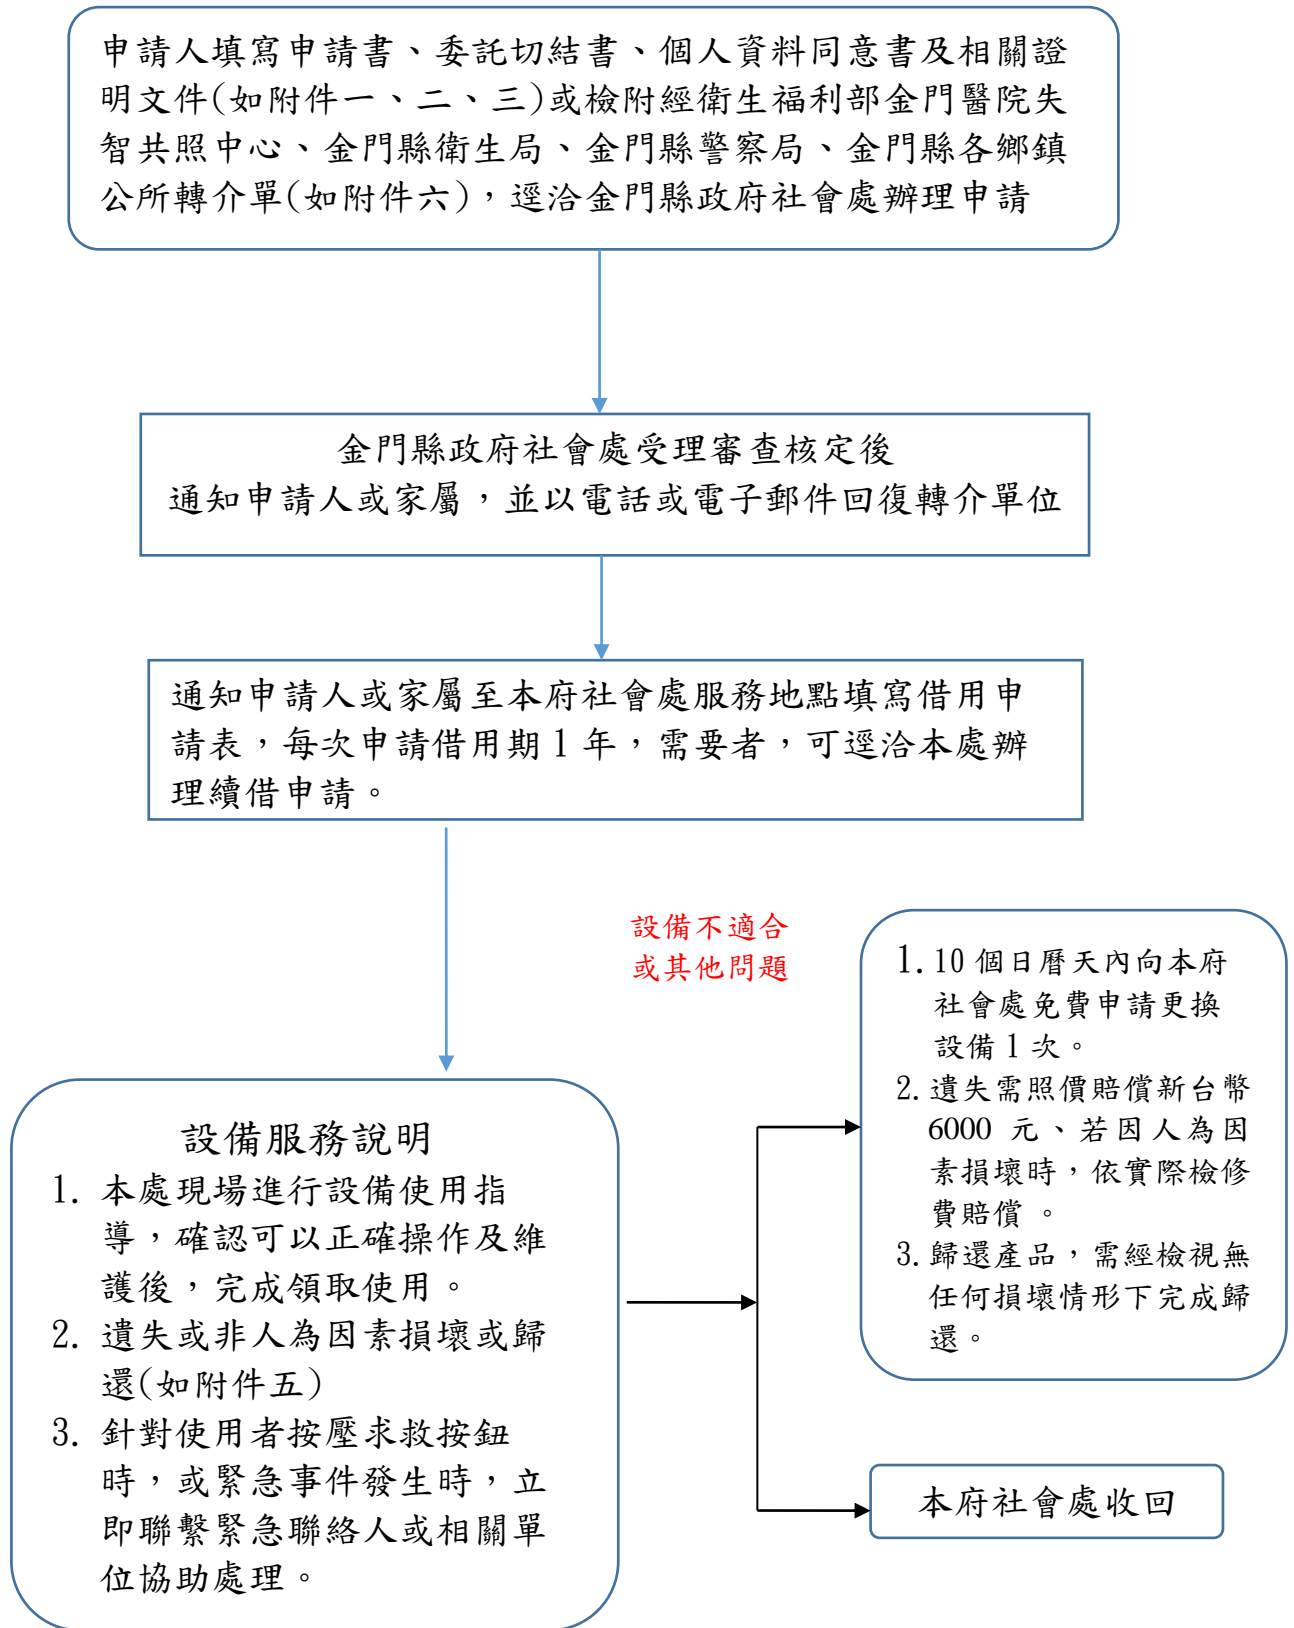 申請人填寫申請書、委託切結書、個人資料同意書及相關證
明文件(如附件一、二、三)或檢附經衛生福利部金門醫院失
智共照中心、金門縣衛生局、金門縣警察局、金門縣各鄉鎮
公所轉介單(如附件六)，逕洽金門縣政府社會處辦理申請
金門縣政府社會處受理審查核定後
通知申請人或家屬，並以電話或電子郵件回復轉介單位
通知申請人或家屬至本府社會處服務地點填寫借用申
請表，每次申請借用期1年，需要者，可逕洽本處辦
理續借申請。
設備不適合
或其他問題
設備服務說明
1. 本處現場進行設備使用指
導，確認可以正確操作及維
護後，完成領取使用。
2. 遺失或非人為因素損壞或歸
還(如附件五)
3. 針對使用者按壓求救按鈕
時，或緊急事件發生時，立
即聯繫緊急聯絡人或相關單
位協助處理。
1. 10個日曆天內向本府
社會處免費申請更換
設備1次。
2. 遺失需照價賠償新台幣
6000 元、若因人為因
素損壞時，依實際檢修
費賠償。
3. 歸還產品，需經檢視無
任何損壞情形下完成歸
還。
本府社會處收回